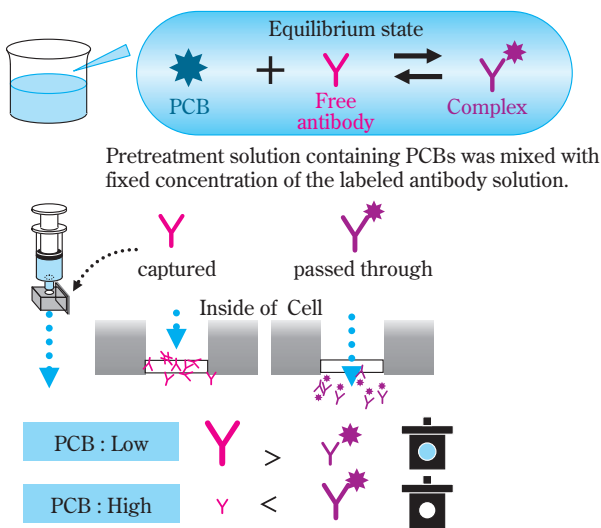 Equilibrium state
+
PCB
Free
antibody
Complex
Pretreatment solution containing PCBs was mixed with
fixed concentration of the labeled antibody solution.
captured
passed through
Inside of Cell
PCB : Low
>
PCB : High
<